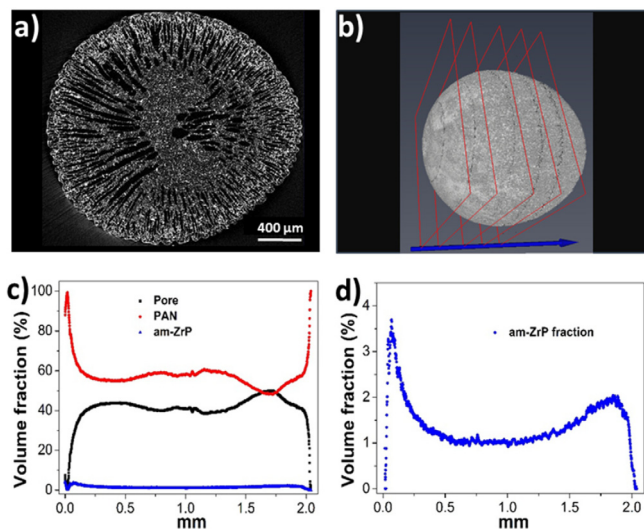 a)
400 µm
b)
c)
Volume fraction (%)
100
80
60
40
20
0
Pore
PAN
am-ZrP
0.0 0.5 1.0 1.5 2.0
mm
d)
Volume fraction (%)
4
3
2
1
0
am-ZrP fraction
0.0 0.5 1.0 1.5 2.0
mm